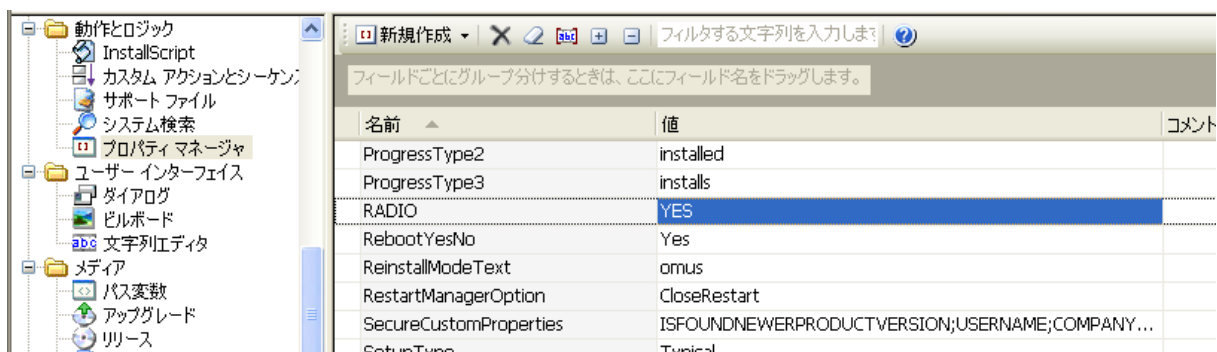 動作とロジック
InstallScript
カスタム アクションとシーケンス
サポート ファイル
システム検索
プロパティ マネージャ
ユーザー インターフェイス
ダイアログ
ビルボード
文字列エディタ
メディア
パス変数
アップグレード
リリース
新規作成
フィルタする文字列を入力しま
フィールドごとにグループ分けするときは、ここにフィールド名をドラッグします。
名前 値 コメント
ProgressType2 installed
ProgressType3 installs
RADIO YES
RebootYesNo Yes
ReinstallModeText omus
RestartManagerOption CloseRestart
SecureCustomProperties ISFOUNDNEWERPRODUCTVERSION;USERNAME;COMPANY...
SetupType Typical